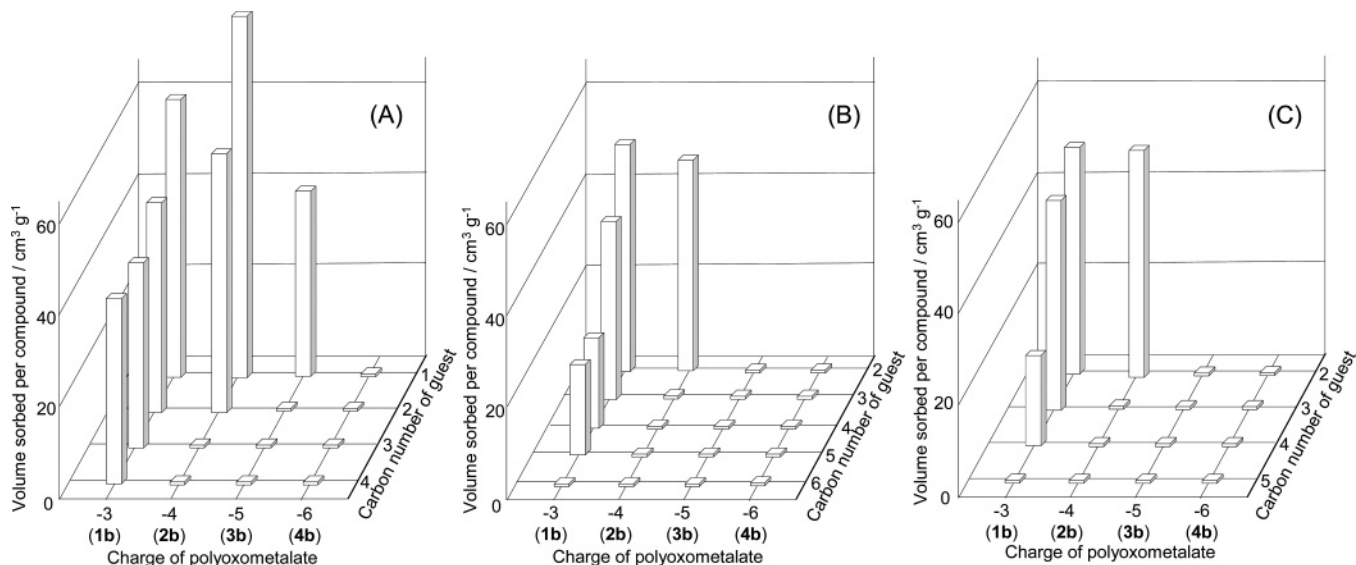 (A)
Volume sorbed per compound / cm³ g⁻¹
60
40
20
0
1
2
3
4
Carbon number of guest
-3 -4 -5 -6
(1b) (2b) (3b) (4b)
Charge of polyoxometalate
(B)
Volume sorbed per compound / cm³ g⁻¹
60
40
20
0
2
3
4
5
6
Carbon number of guest
-3 -4 -5 -6
(1b) (2b) (3b) (4b)
Charge of polyoxometalate
(C)
Volume sorbed per compound / cm³ g⁻¹
60
40
20
0
2
3
4
5
Carbon number of guest
-3 -4 -5 -6
(1b) (2b) (3b) (4b)
Charge of polyoxometalate